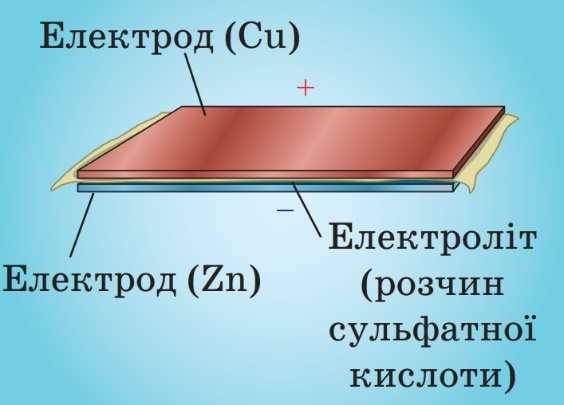 Електрод (Cu)
+
−
Електрод (Zn)
Електроліт
(розчин
сульфатної
кислоти)